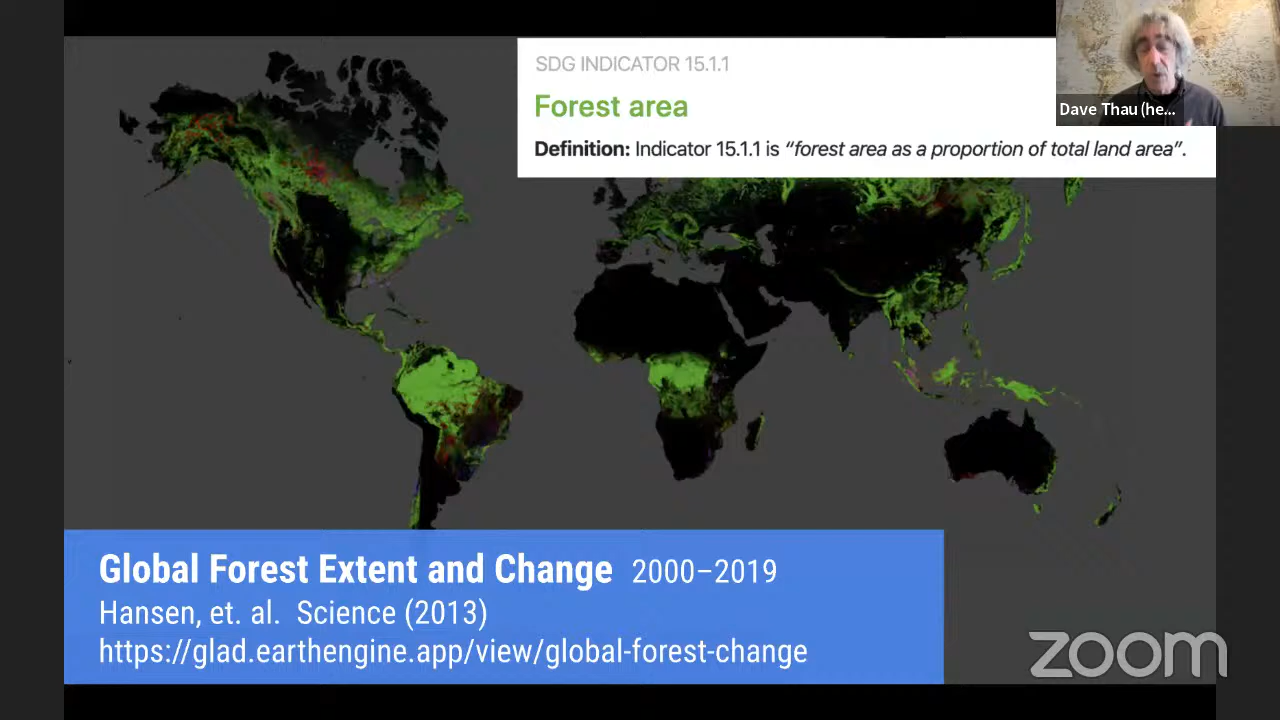 SDG INDICATOR 15.1.1
Forest area
Definition: Indicator 15.1.1 is “forest area as a proportion of total land area”.
Dave Thau (he...
Global Forest Extent and Change 2000–2019
Hansen, et. al. Science (2013)
https://glad.earthengine.app/view/global-forest-change
zoom